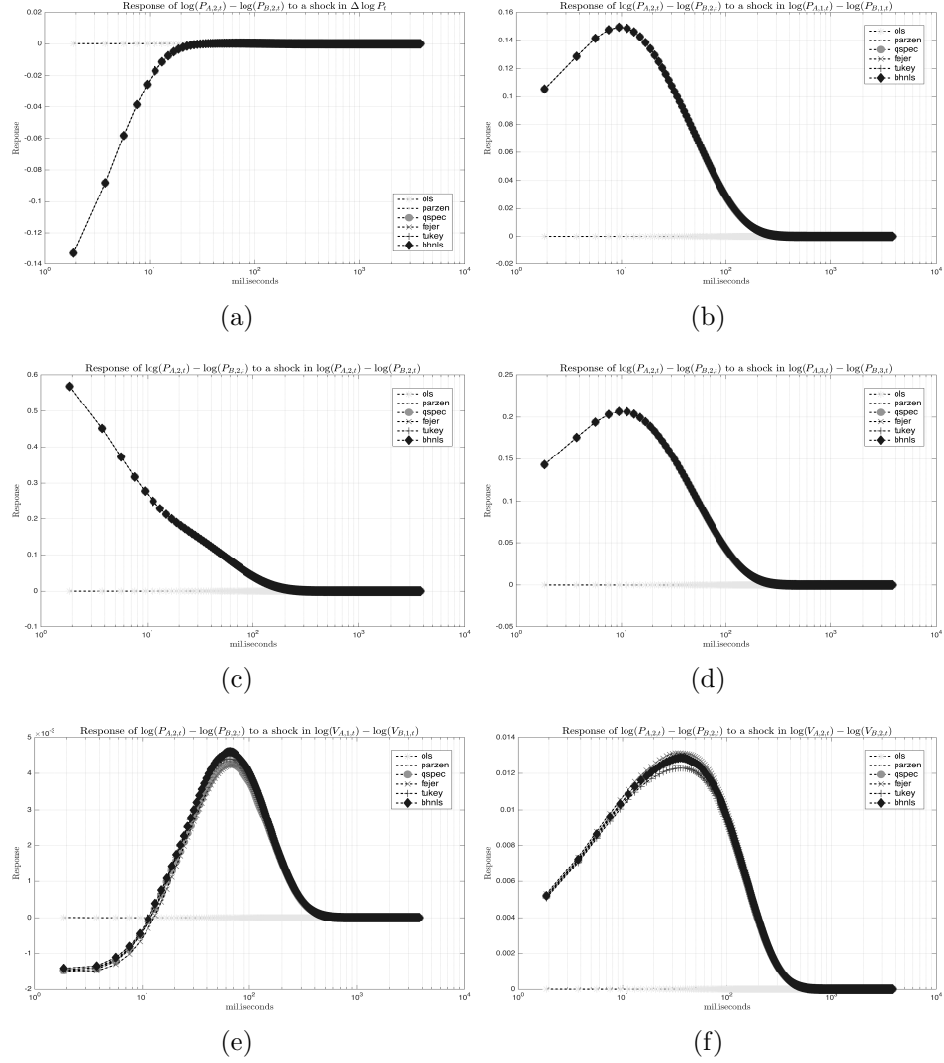 Response of log(P_{A,2,t}) − log(P_{B,2,t}) to a shock in Δ log P_t
0
-0.02
-0.04
-0.06
-0.08
-0.1
-0.12
-0.14
Response
ols
parzen
qspec
fejer
tukey
bhnls
10^0
10^1
10^2
10^3
10^4
miliseconds
(a)
Response of log(P_{A,2,t}) − log(P_{B,2,}) to a shock in log(P_{A,1,t}) − log(P_{B,1,t})
0.16
0.14
0.12
0.1
0.08
0.06
0.04
0.02
0
0.02
Response
ols
parzen
qspec
fejer
tukey
bhnls
10^0
10^1
10^2
10^3
10^4
miliseconds
(b)
Response of log(P_{A,2,t}) − log(P_{B,2,}) to a shock in log(P_{A,2,t}) − log(P_{B,2,t})
0.6
0.5
0.4
0.3
0.2
0.1
0
-0.1
Response
ols
parzen
qspec
fejer
tukey
bhnls
10^0
10^1
10^2
10^3
10^4
miliseconds
(c)
Response of log(P_{A,2,t}) − log(P_{B,2,}) to a shock in log(P_{A,3,t}) − log(P_{B,3,t})
0.25
0.2
0.15
0.1
0.05
0
-0.05
Response
ols
parzen
qspec
fejer
tukey
bhnls
10^0
10^1
10^2
10^3
10^4
miliseconds
(d)
Response of log(P_{A,2,t}) − log(P_{B,2,t}) to a shock in log(V_{A,1,t}) − log(V_{B,1,t})
5
4
3
2
1
0
-1
-2
Response
ols
parzen
qspec
fejer
tukey
bhnls
10^0
10^1
10^2
10^3
10^4
miliseconds
(e)
Response of log(P_{A,2,t}) − log(P_{B,2,t}) to a shock in log(V_{A,2,t}) − log(V_{B,2,t})
0.014
0.012
0.01
0.008
0.006
0.004
0.002
0
Response
ols
parzen
qspec
fejer
tukey
bhnls
10^0
10^1
10^2
10^3
10^4
miliseconds
(f)